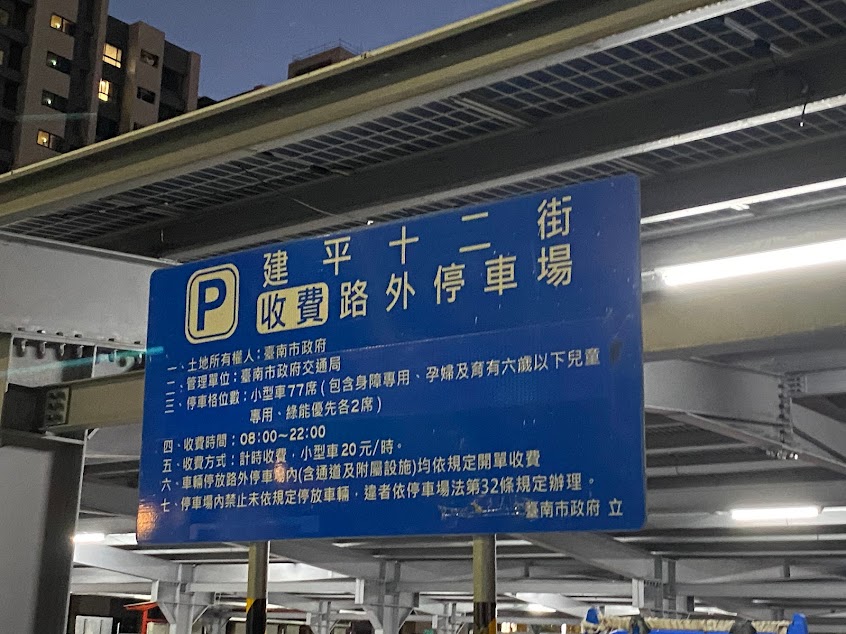 P
建平十二街
收費路外停車場
一、土地所有權人：臺南市政府
二、管理單位：臺南市政府交通局
三、停車格位數：小型車77席(包含身障專用、孕婦及育有六歲以下兒童
專用、綠能優先各2席)
四、收費時間：08:00～22:00
五、收費方式：計時收費，小型車20元/時。
六、車輛停放路外停車場內(含通道及附屬設施)均依規定開單收費
七、停車場內禁止未依規定停放車輛，違者依停車場法第32條規定辦理。
臺南市政府 立